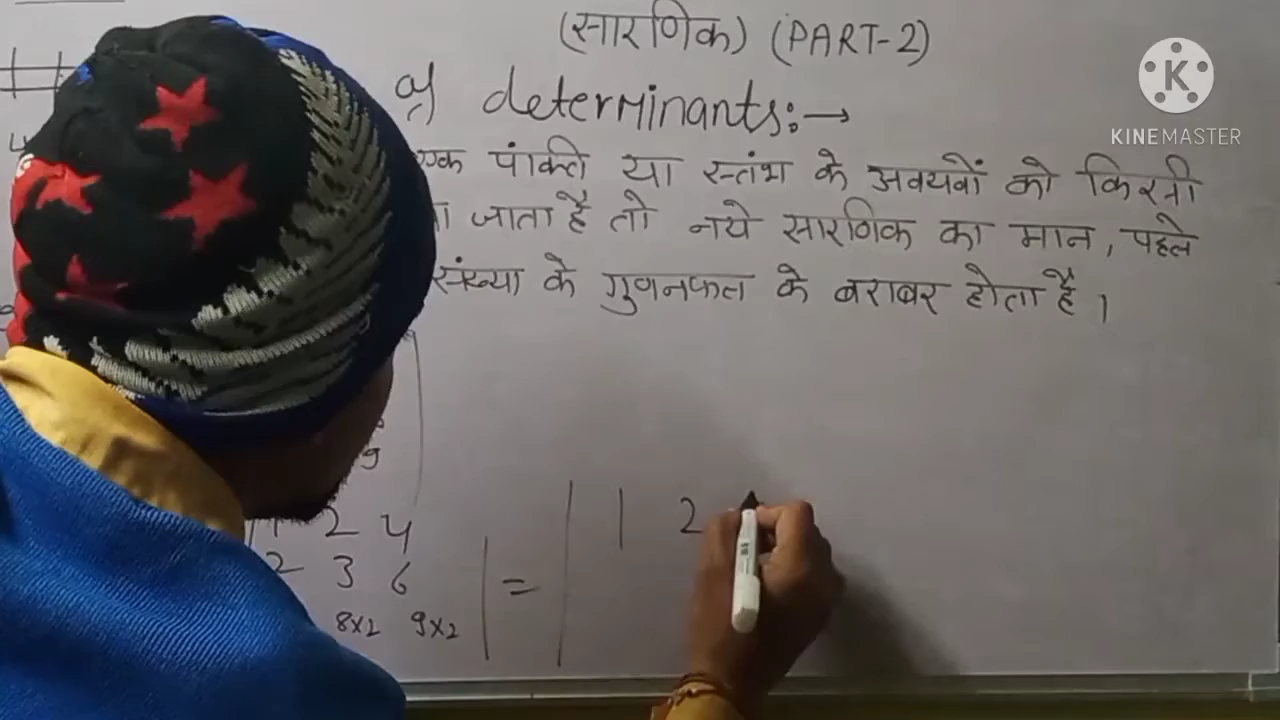 (सारणिक) (PART-2)
of determinants:→
एक पंक्ती या स्तंभ के अवयवों को किसी
जाता है तो नये सारणिक का मान, पहले
संख्या के गुणनफल के बराबर होता है।
9
1 2 4
2 3 6
8x2 9x2
= | 1 2
KINEMASTER